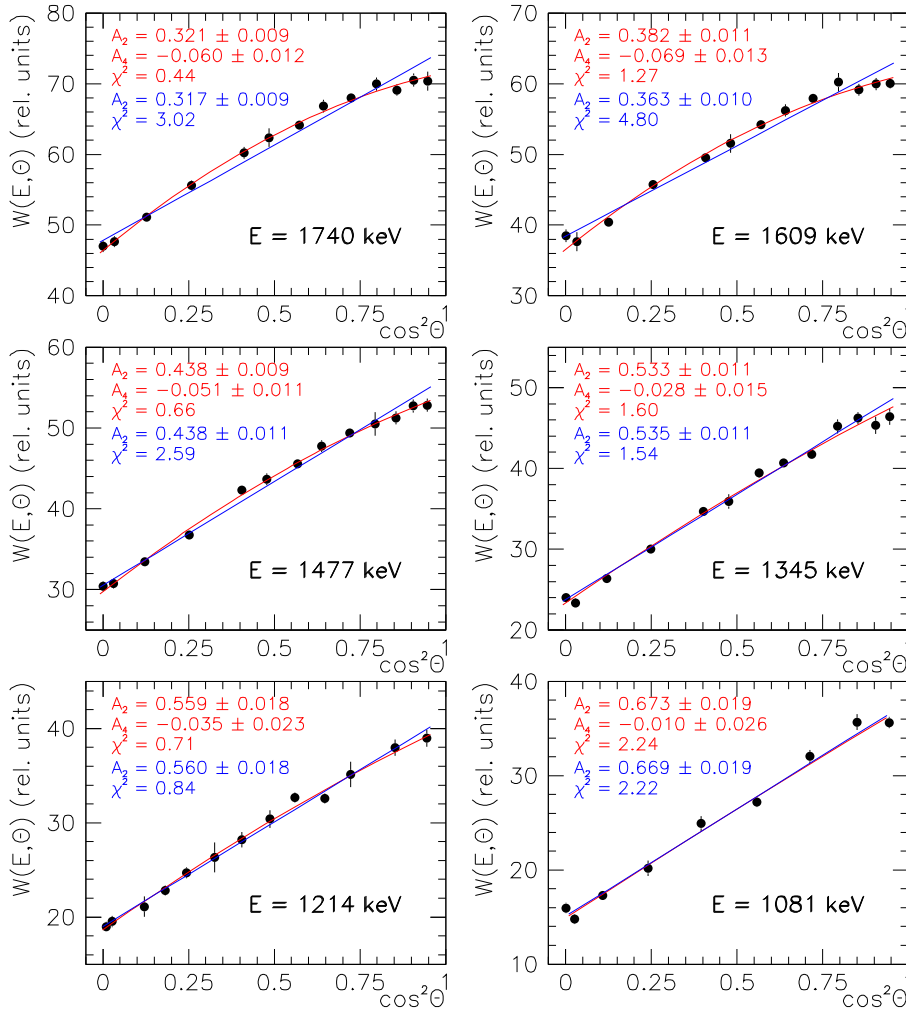 80
70
60
50
40
W(E,Θ) (rel. units)
A₂ = 0.321 ± 0.009
A₄ = −0.060 ± 0.012
χ² = 0.44
A₂ = 0.317 ± 0.009
χ² = 3.02
E = 1740 keV
0 0.25 0.5 0.75 1
cos²Θ
70
60
50
40
30
W(E,Θ) (rel. units)
A₂ = 0.382 ± 0.011
A₄ = −0.069 ± 0.013
χ² = 1.27
A₂ = 0.363 ± 0.010
χ² = 4.80
E = 1609 keV
0 0.25 0.5 0.75 1
cos²Θ
60
50
40
30
W(E,Θ) (rel. units)
A₂ = 0.438 ± 0.009
A₄ = −0.051 ± 0.011
χ² = 0.66
A₂ = 0.438 ± 0.011
χ² = 2.59
E = 1477 keV
0 0.25 0.5 0.75 1
cos²Θ
50
40
30
20
W(E,Θ) (rel. units)
A₂ = 0.533 ± 0.011
A₄ = −0.028 ± 0.015
χ² = 1.60
A₂ = 0.535 ± 0.011
χ² = 1.54
E = 1345 keV
0 0.25 0.5 0.75 1
cos²Θ
40
30
20
W(E,Θ) (rel. units)
A₂ = 0.559 ± 0.018
A₄ = −0.035 ± 0.023
χ² = 0.71
A₂ = 0.560 ± 0.018
χ² = 0.84
E = 1214 keV
0 0.25 0.5 0.75 1
cos²Θ
40
30
20
10
W(E,Θ) (rel. units)
A₂ = 0.673 ± 0.019
A₄ = −0.010 ± 0.026
χ² = 2.24
A₂ = 0.669 ± 0.019
χ² = 2.22
E = 1081 keV
0 0.25 0.5 0.75 1
cos²Θ